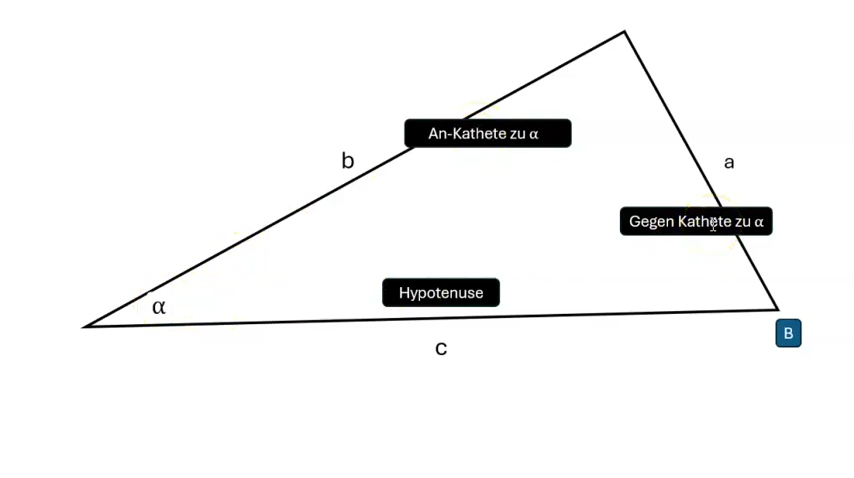 An-Kathete zu α
b
a
Gegen Kathete zu α
Hypotenuse
α
B
c